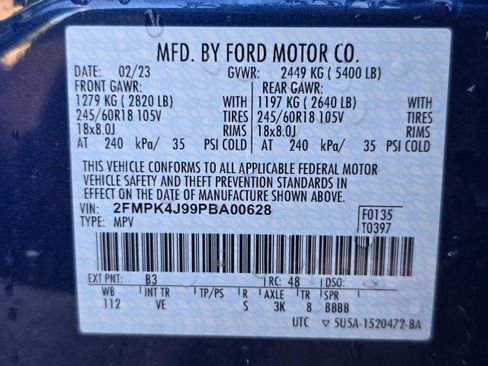 MFD. BY FORD MOTOR CO.
DATE: 02/23 GVWR: 2449 KG ( 5400 LB)
FRONT GAWR: REAR GAWR:
1279 KG ( 2820 LB) WITH 1197 KG ( 2640 LB) WITH
245/60R18 105V TIRES 245/60R18 105V TIRES
18x8.0J RIMS 18x8.0J RIMS
AT 240 kPa/ 35 PSI COLD AT 240 kPa/ 35 PSI COLD
THIS VEHICLE CONFORMS TO ALL APPLICABLE FEDERAL MOTOR
VEHICLE SAFETY AND THEFT PREVENTION STANDARDS IN
EFFECT ON THE DATE OF MANUFACTURE SHOWN ABOVE.
VIN: 2FMPK4J99PBA00628 F0135
TYPE: MPV T0397
EXT PNT: B3 RC: 48 DSO:
WB INT TR TP/PS R AXLE TR SPR
112 VE S 3K 8 BBBB
UTC 5U5A-1520472-BA